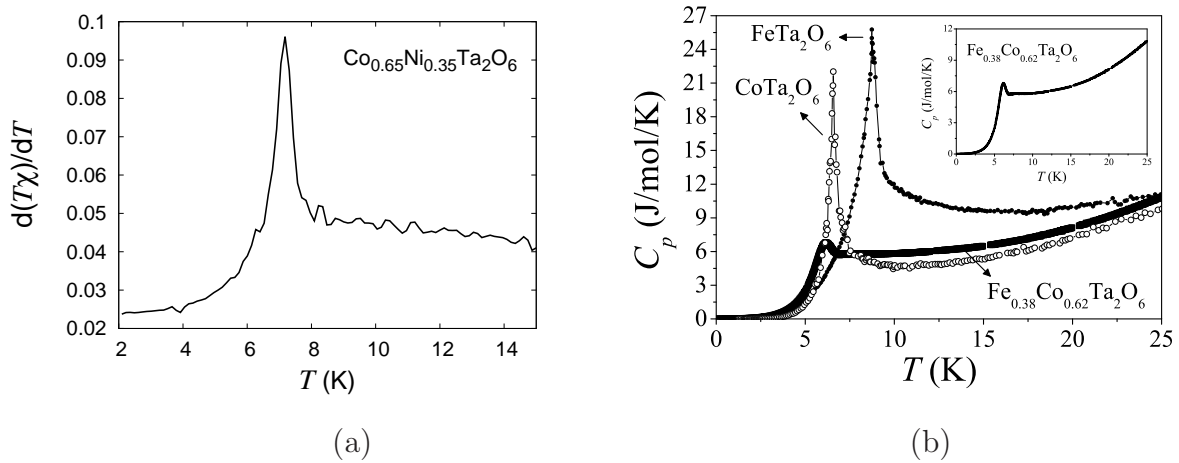 0.1
0.09
0.08
0.07
0.06
0.05
0.04
0.03
0.02
d(Tχ)/dT
Co0.65Ni0.35Ta2O6
2 4 6 8 10 12 14
T (K)
(a)
27
24
21
18
15
12
9
6
3
0
C_p (J/mol/K)
FeTa2O6
CoTa2O6
Fe0.38Co0.62Ta2O6
0 5 10 15 20 25
T (K)
12
9
6
3
0
C_p (J/mol/K)
Fe0.38Co0.62Ta2O6
0 5 10 15 20 25
T (K)
(b)